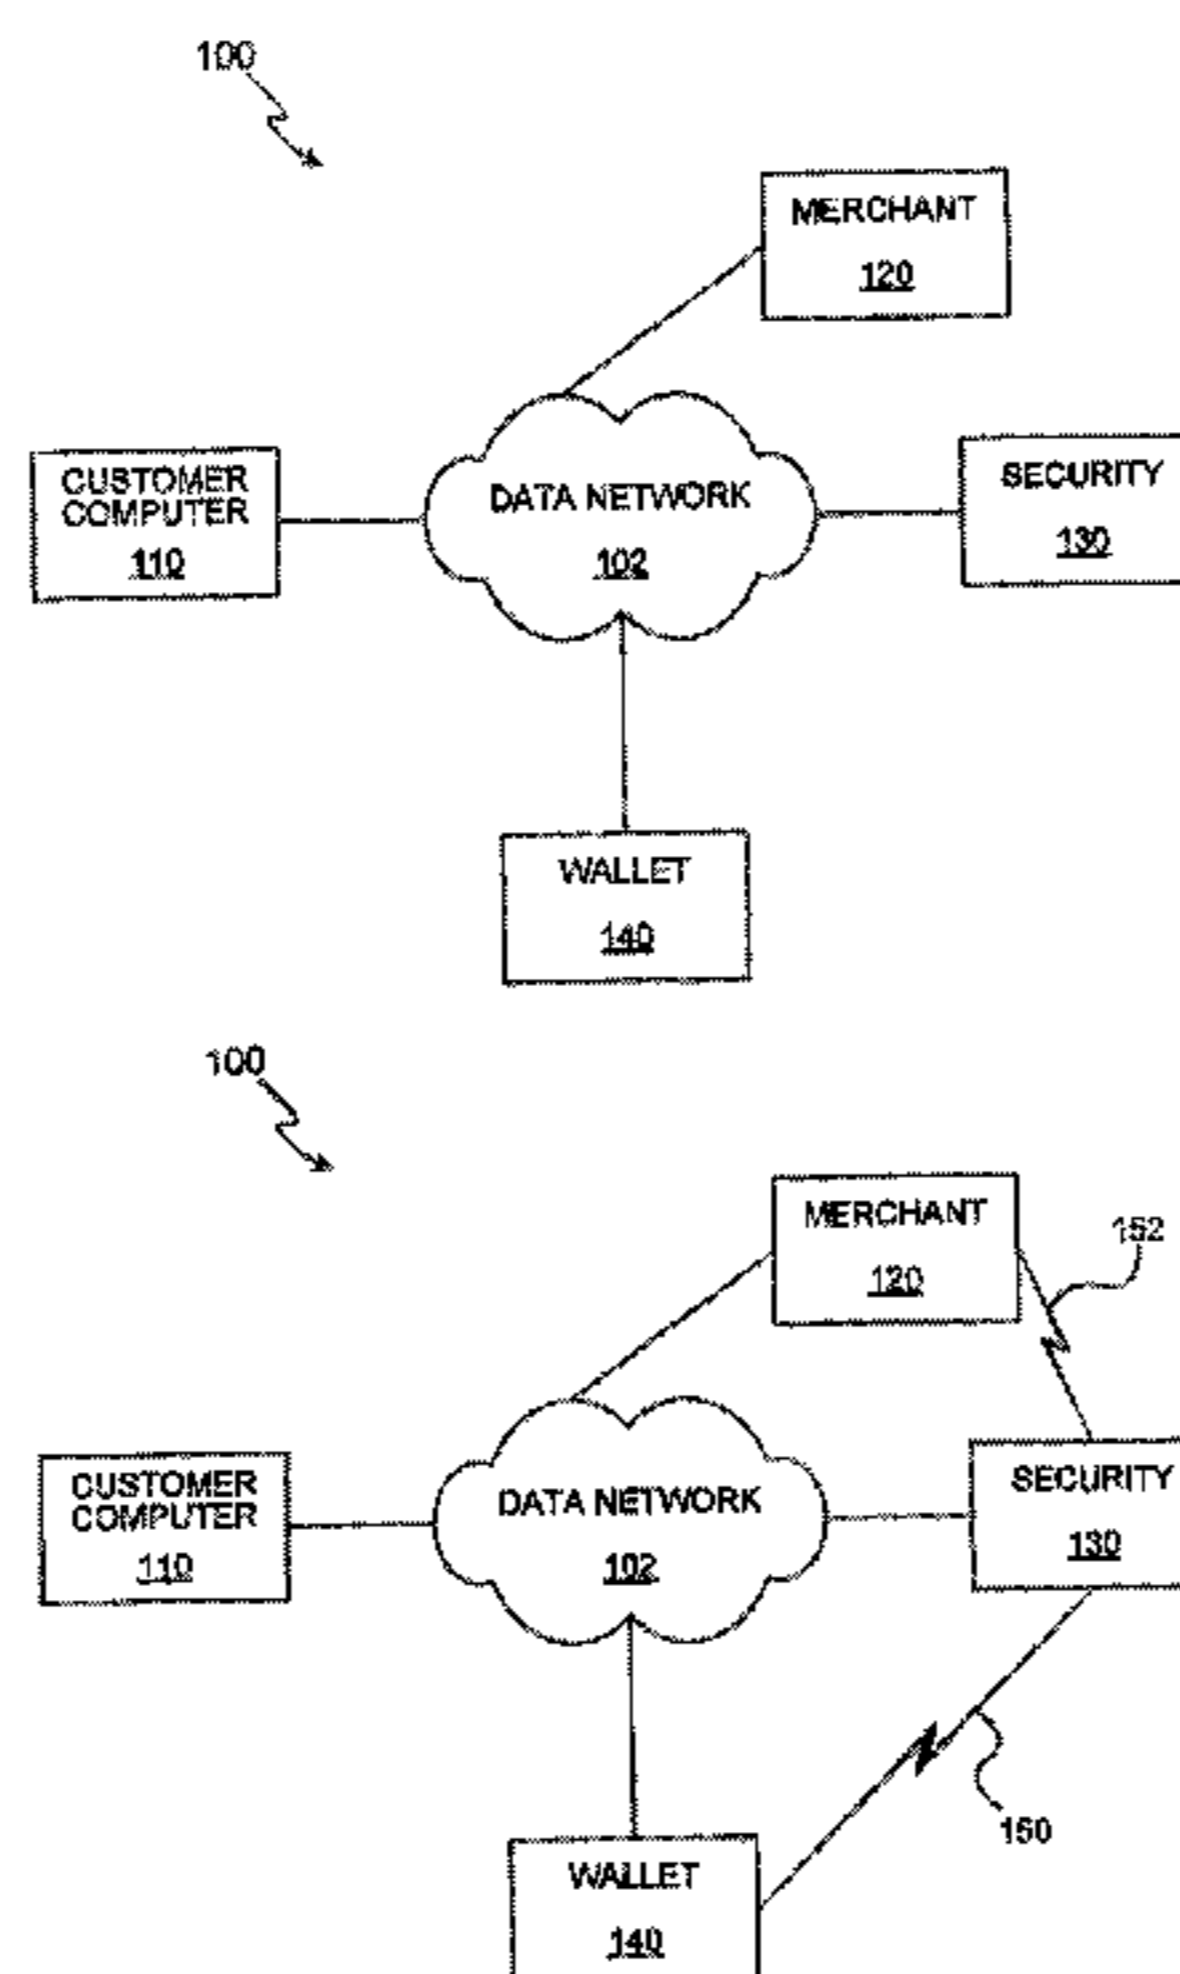 100
MERCHANT
120
CUSTOMER
COMPUTER
110
DATA NETWORK
102
SECURITY
130
WALLET
140
100
MERCHANT
120
152
CUSTOMER
COMPUTER
110
DATA NETWORK
102
SECURITY
130
150
WALLET
140